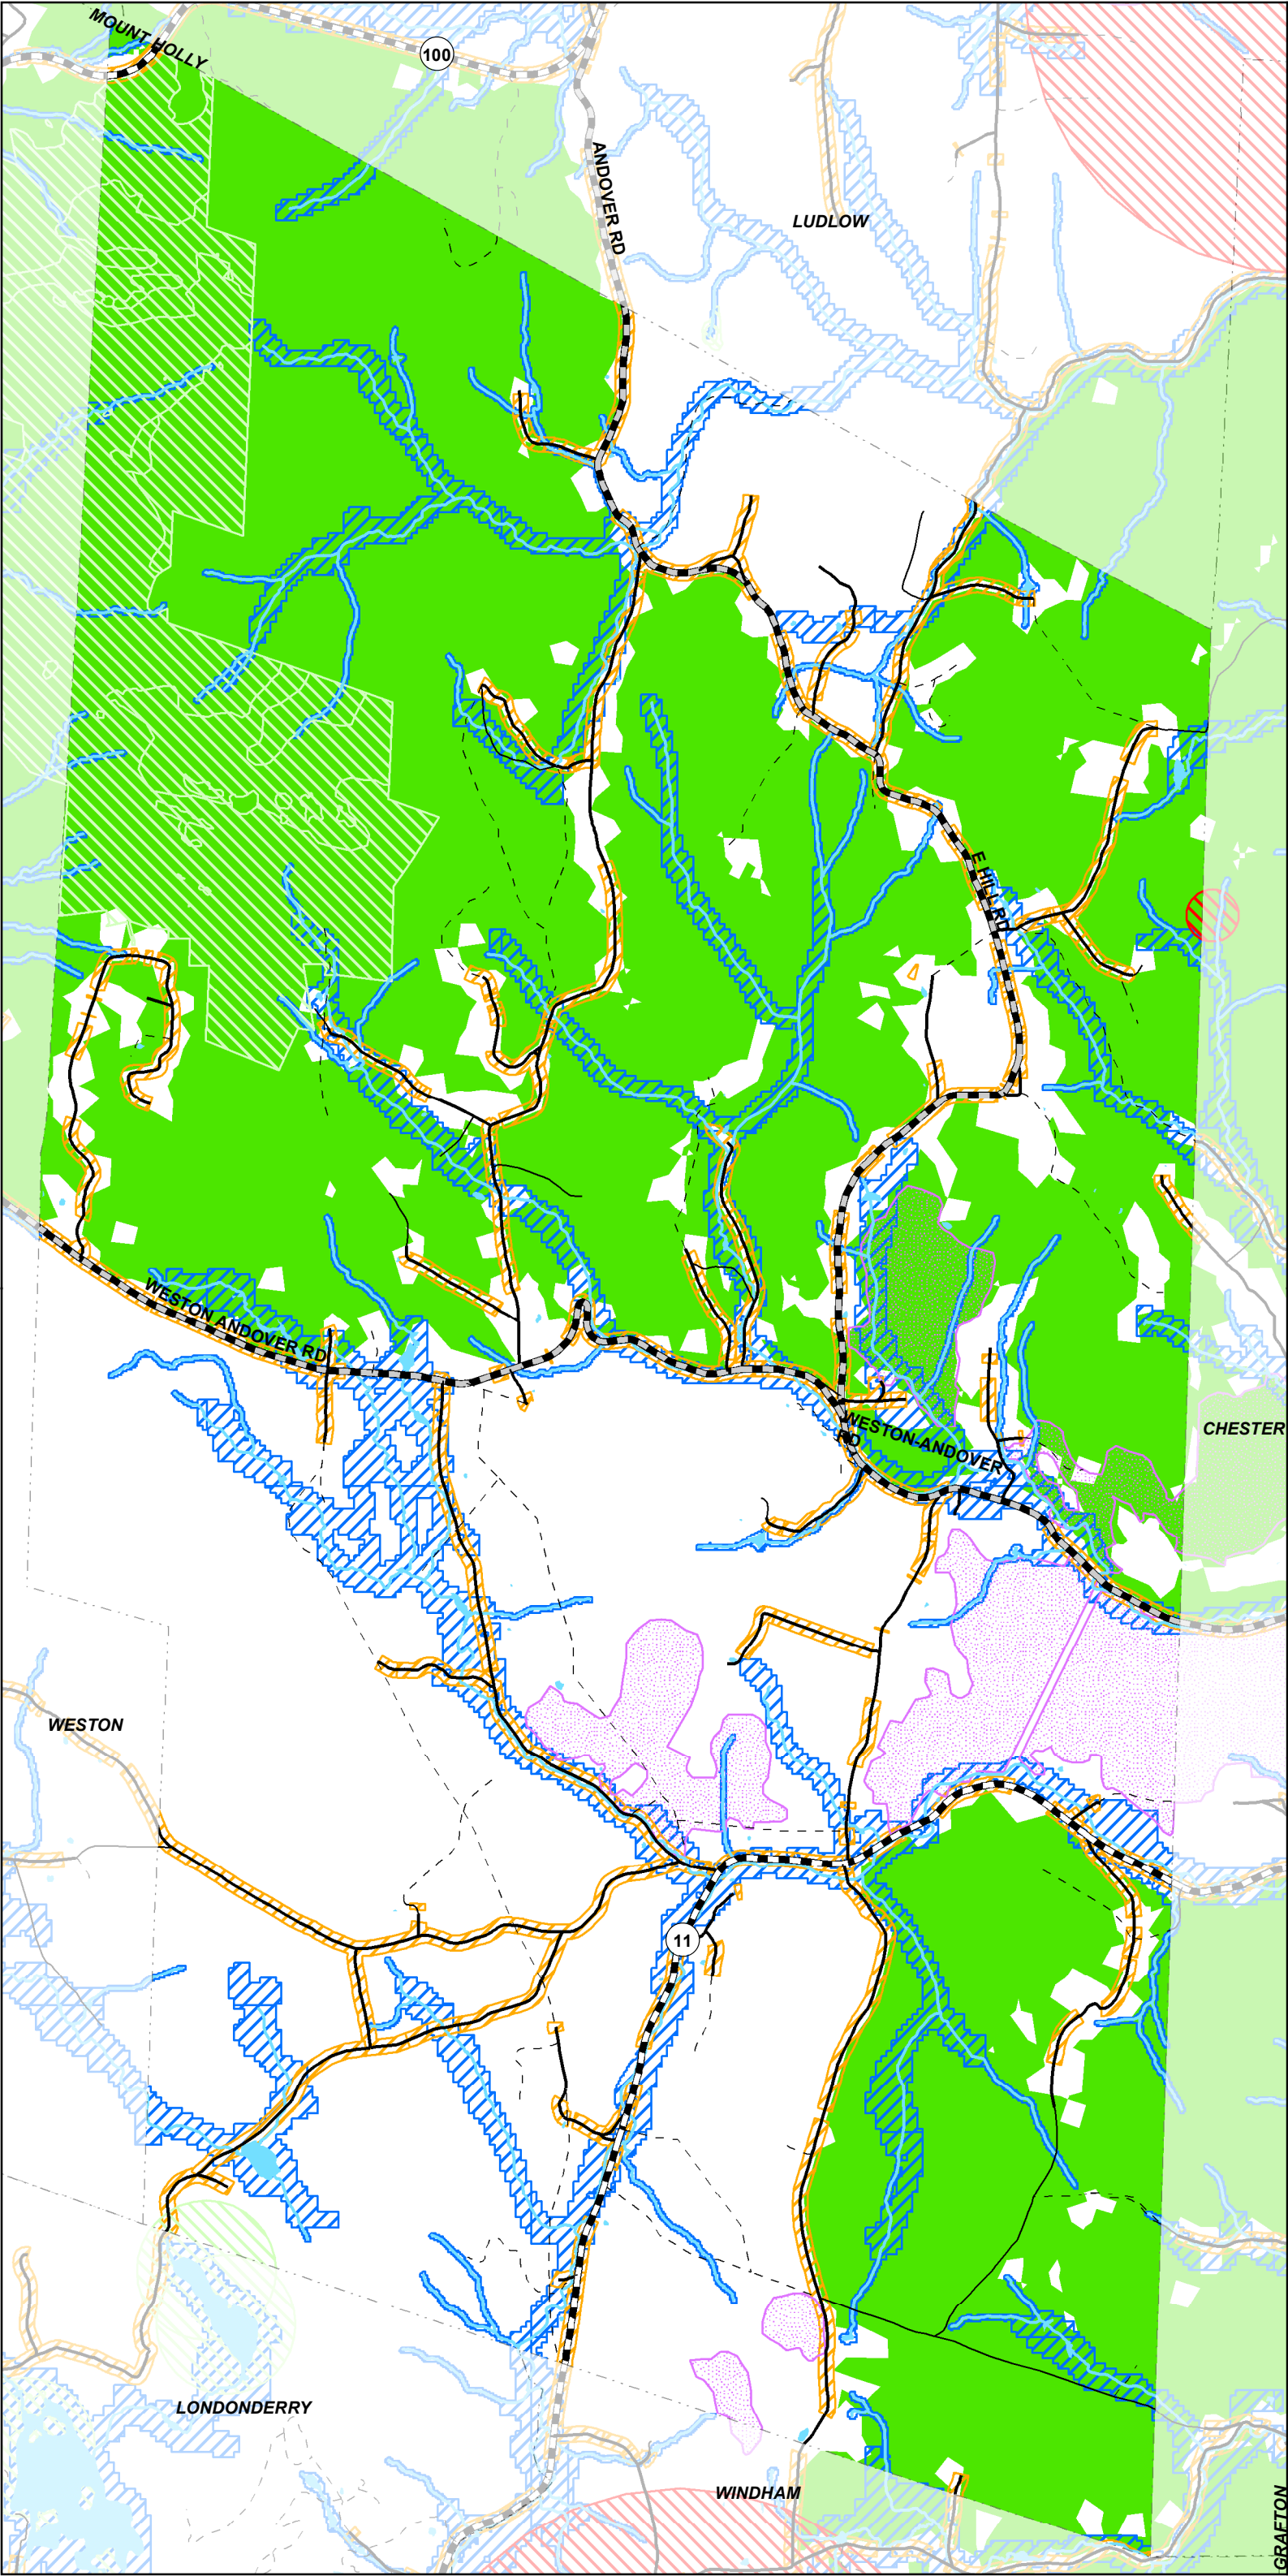 MOUNT HOLLY
100
ANDOVER RD
LUDLOW
E HILL RD
WESTON ANDOVER RD
WESTON-ANDOVER
RD
CHESTER
WESTON
11
LONDONDERRY
WINDHAM
GRAFTON